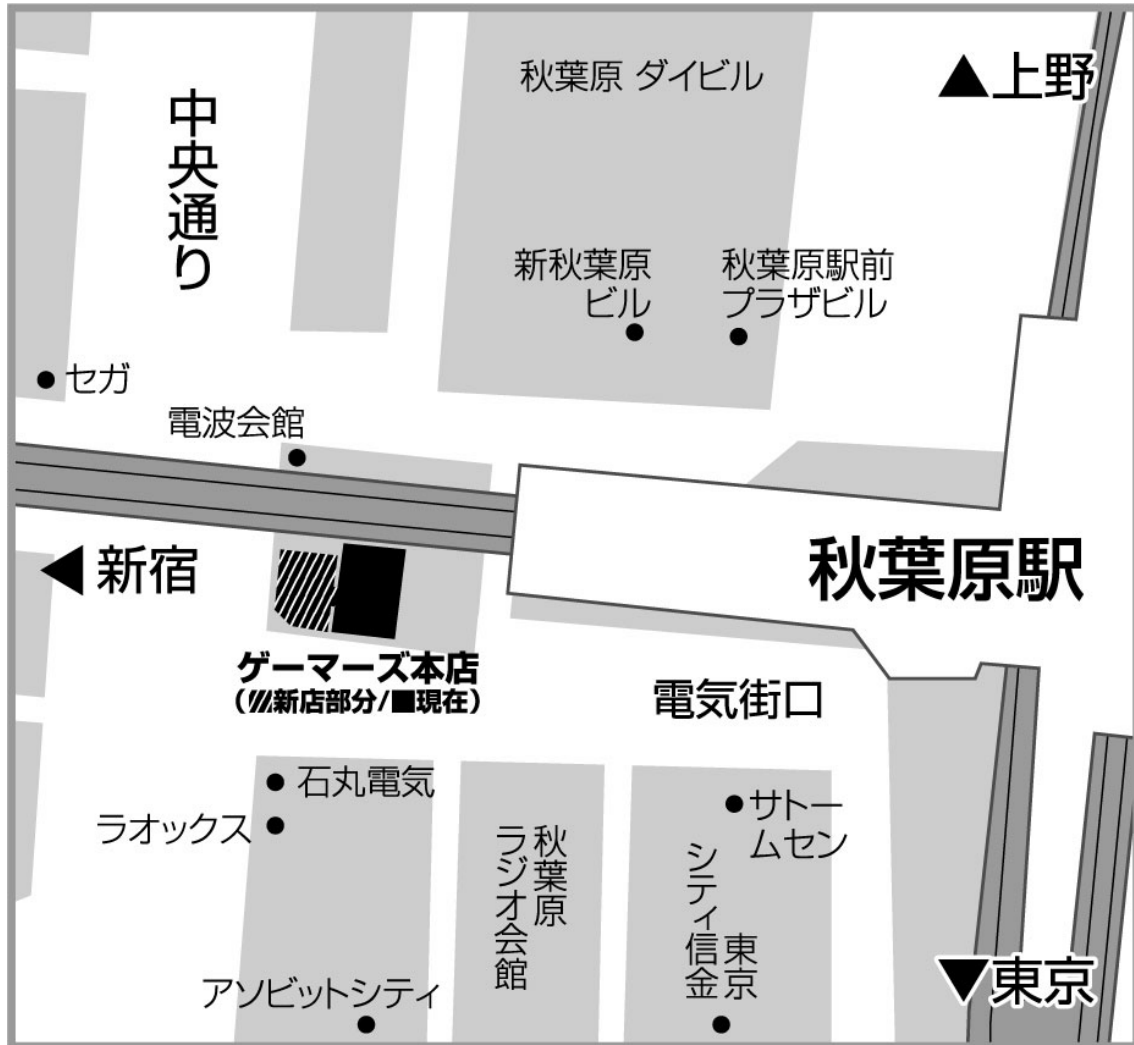 秋葉原 ダイビル
▲上野
中央通り
新秋葉原
ビル
秋葉原駅前
プラザビル
セガ
電波会館
◀新宿
秋葉原駅
ゲーマーズ本店
(▨新店部分/■現在)
電気街口
石丸電気
ラオックス
サトー
ムセン
秋葉原
ラジオ会館
東京
シティ信金
アソビットシティ
▼東京